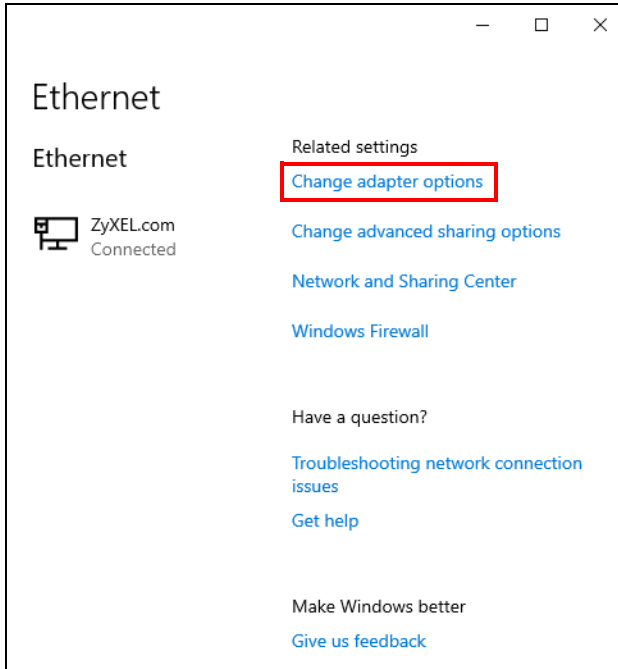 Ethernet
Ethernet
ZyXEL.com
Connected
Related settings
Change adapter options
Change advanced sharing options
Network and Sharing Center
Windows Firewall
Have a question?
Troubleshooting network connection
issues
Get help
Make Windows better
Give us feedback